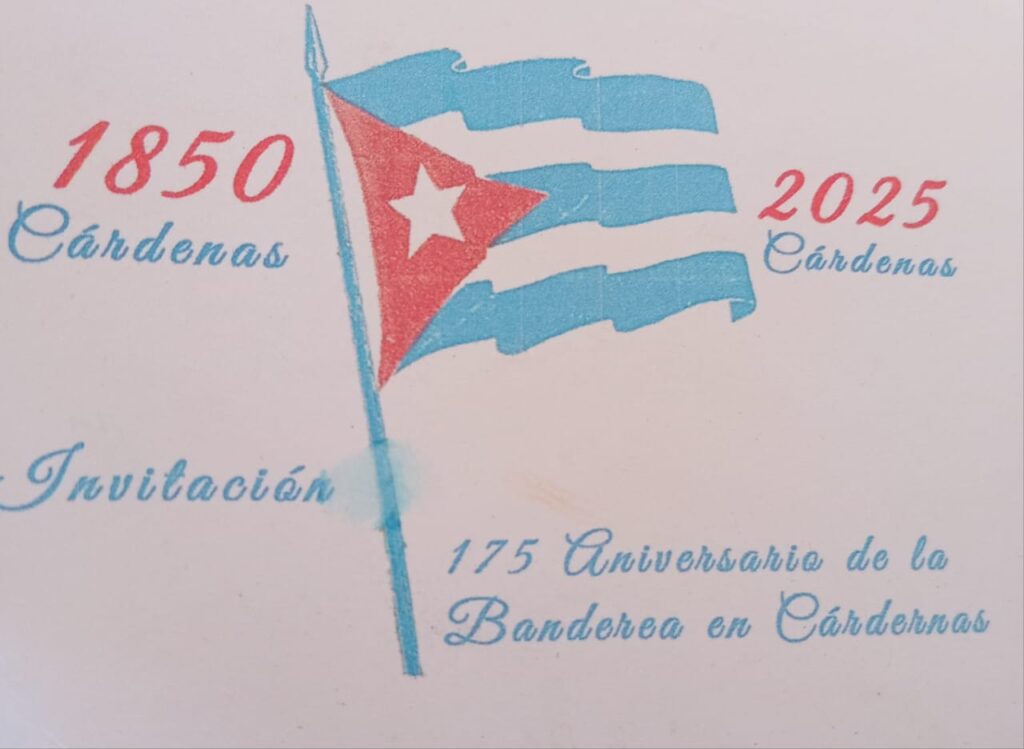 1850
Cárdenas
2025
Cárdenas
Invitación
175 Aniversario de la
Banderea en Cárdernas